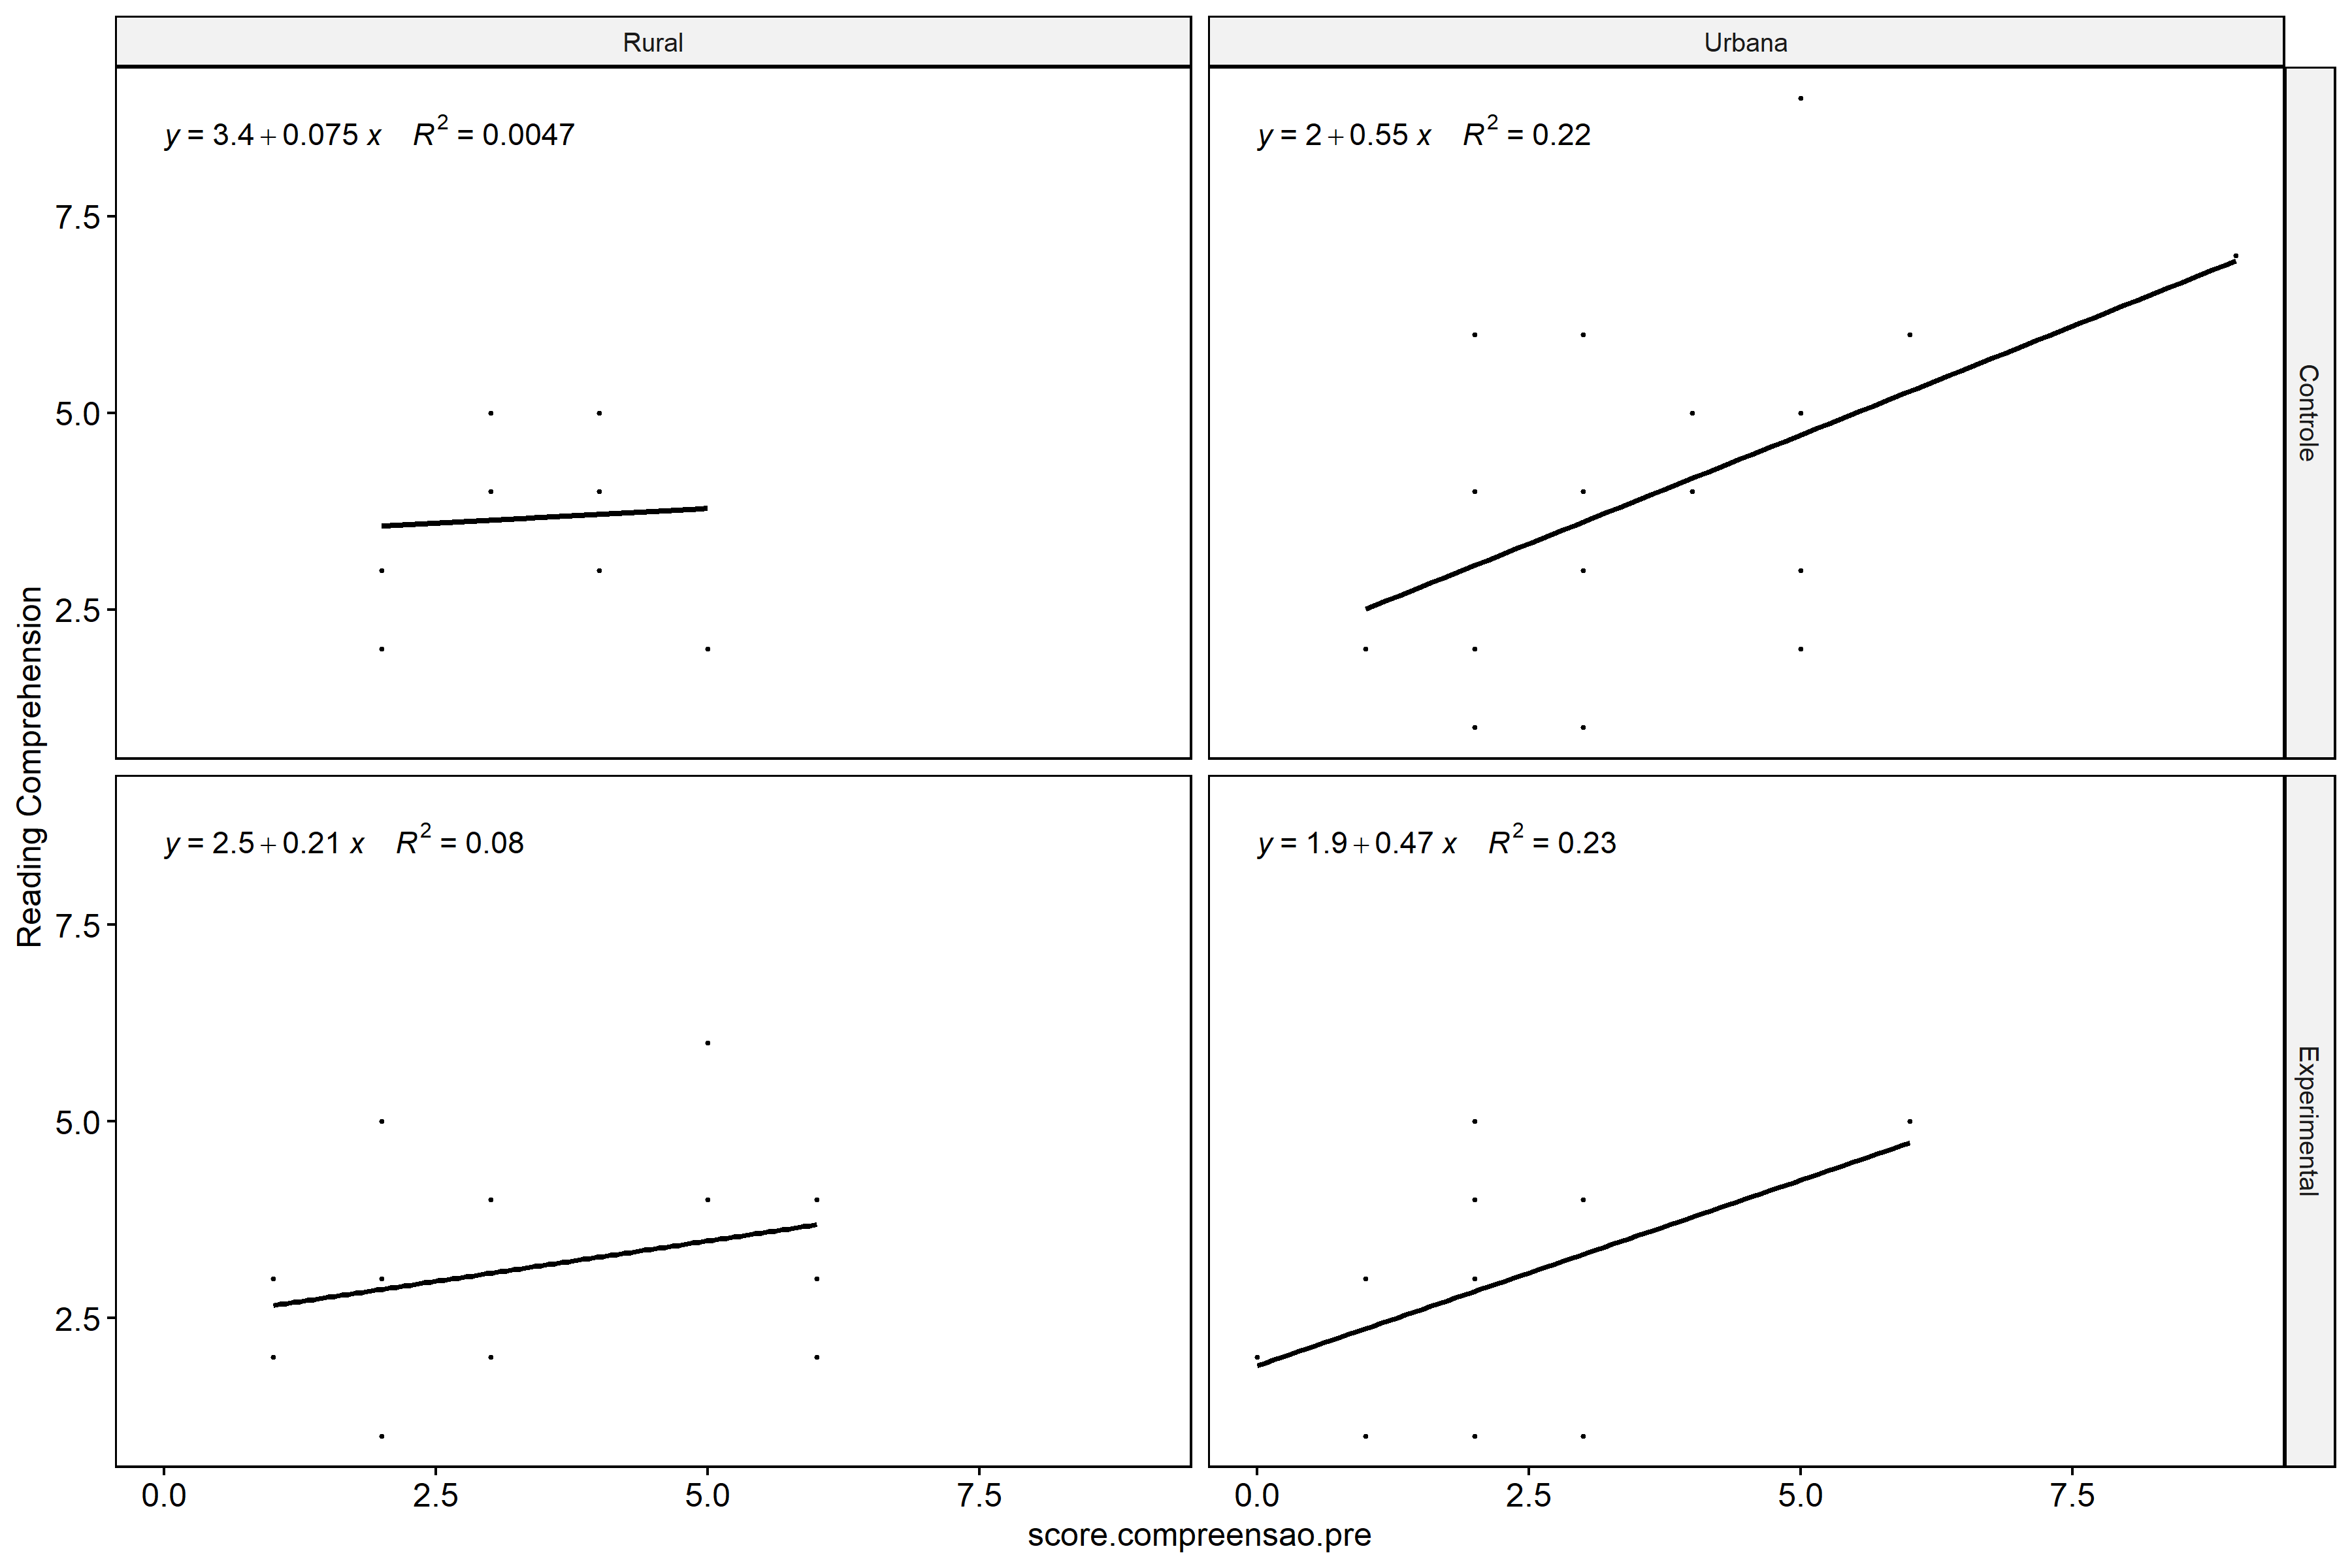 Rural
Urbana
y = 3.4 + 0.075 x R² = 0.0047
y = 2 + 0.55 x R² = 0.22
7.5
5.0
2.5
Controle
Reading Comprehension
y = 2.5 + 0.21 x R² = 0.08
y = 1.9 + 0.47 x R² = 0.23
7.5
5.0
2.5
Experimental
0.0 2.5 5.0 7.5
0.0 2.5 5.0 7.5
score.compreensao.pre